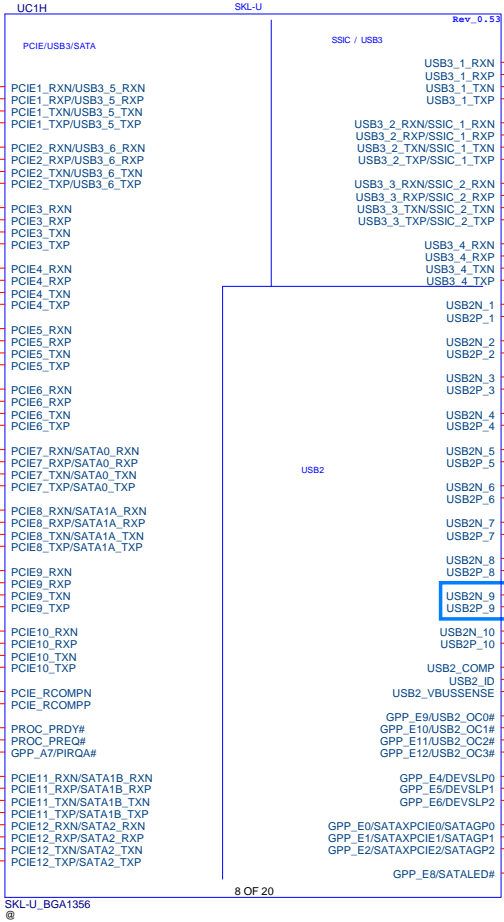 UC1H
SKL-U
Rev_0.53
PCIE/USB3/SATA
SSIC / USB3
PCIE1_RXN/USB3_5_RXN
PCIE1_RXP/USB3_5_RXP
PCIE1_TXN/USB3_5_TXN
PCIE1_TXP/USB3_5_TXP
PCIE2_RXN/USB3_6_RXN
PCIE2_RXP/USB3_6_RXP
PCIE2_TXN/USB3_6_TXN
PCIE2_TXP/USB3_6_TXP
PCIE3_RXN
PCIE3_RXP
PCIE3_TXN
PCIE3_TXP
PCIE4_RXN
PCIE4_RXP
PCIE4_TXN
PCIE4_TXP
PCIE5_RXN
PCIE5_RXP
PCIE5_TXN
PCIE5_TXP
PCIE6_RXN
PCIE6_RXP
PCIE6_TXN
PCIE6_TXP
PCIE7_RXN/SATA0_RXN
PCIE7_RXP/SATA0_RXP
PCIE7_TXN/SATA0_TXN
PCIE7_TXP/SATA0_TXP
PCIE8_RXN/SATA1A_RXN
PCIE8_RXP/SATA1A_RXP
PCIE8_TXN/SATA1A_TXN
PCIE8_TXP/SATA1A_TXP
PCIE9_RXN
PCIE9_RXP
PCIE9_TXN
PCIE9_TXP
PCIE10_RXN
PCIE10_RXP
PCIE10_TXN
PCIE10_TXP
PCIE_RCOMPN
PCIE_RCOMPP
PROC_PRDY#
PROC_PREQ#
GPP_A7/PIRQA#
PCIE11_RXN/SATA1B_RXN
PCIE11_RXP/SATA1B_RXP
PCIE11_TXN/SATA1B_TXN
PCIE11_TXP/SATA1B_TXP
PCIE12_RXN/SATA2_RXN
PCIE12_RXP/SATA2_RXP
PCIE12_TXN/SATA2_TXN
PCIE12_TXP/SATA2_TXP
USB3_1_RXN
USB3_1_RXP
USB3_1_TXN
USB3_1_TXP
USB3_2_RXN/SSIC_1_RXN
USB3_2_RXP/SSIC_1_RXP
USB3_2_TXN/SSIC_1_TXN
USB3_2_TXP/SSIC_1_TXP
USB3_3_RXN/SSIC_2_RXN
USB3_3_RXP/SSIC_2_RXP
USB3_3_TXN/SSIC_2_TXN
USB3_3_TXP/SSIC_2_TXP
USB3_4_RXN
USB3_4_RXP
USB3_4_TXN
USB3_4_TXP
USB2
USB2N_1
USB2P_1
USB2N_2
USB2P_2
USB2N_3
USB2P_3
USB2N_4
USB2P_4
USB2N_5
USB2P_5
USB2N_6
USB2P_6
USB2N_7
USB2P_7
USB2N_8
USB2P_8
USB2N_9
USB2P_9
USB2N_10
USB2P_10
USB2_COMP
USB2_ID
USB2_VBUSSENSE
GPP_E9/USB2_OC0#
GPP_E10/USB2_OC1#
GPP_E11/USB2_OC2#
GPP_E12/USB2_OC3#
GPP_E4/DEVSLP0
GPP_E5/DEVSLP1
GPP_E6/DEVSLP2
GPP_E0/SATAXPCIE0/SATAGP0
GPP_E1/SATAXPCIE1/SATAGP1
GPP_E2/SATAXPCIE2/SATAGP2
GPP_E8/SATALED#
8 OF 20
SKL-U_BGA1356
@